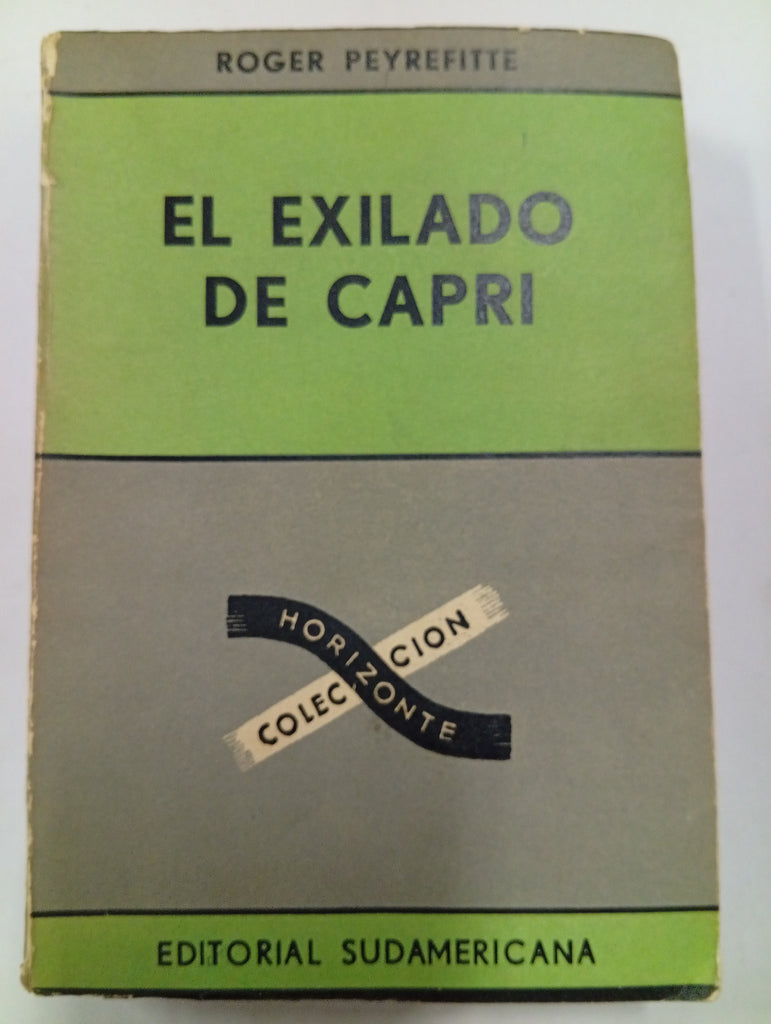 ROGER PEYREFITTE
EL EXILADO
DE CAPRI
HORIZONTE
COLECCION
EDITORIAL SUDAMERICANA